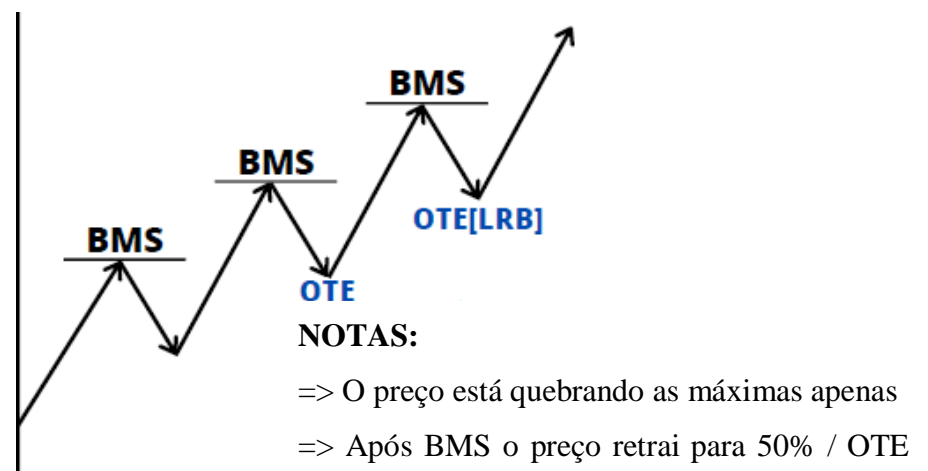 BMS
BMS
BMS
OTE[LRB]
OTE
NOTAS:
=> O preço está quebrando as máximas apenas
=> Após BMS o preço retrai para 50% / OTE